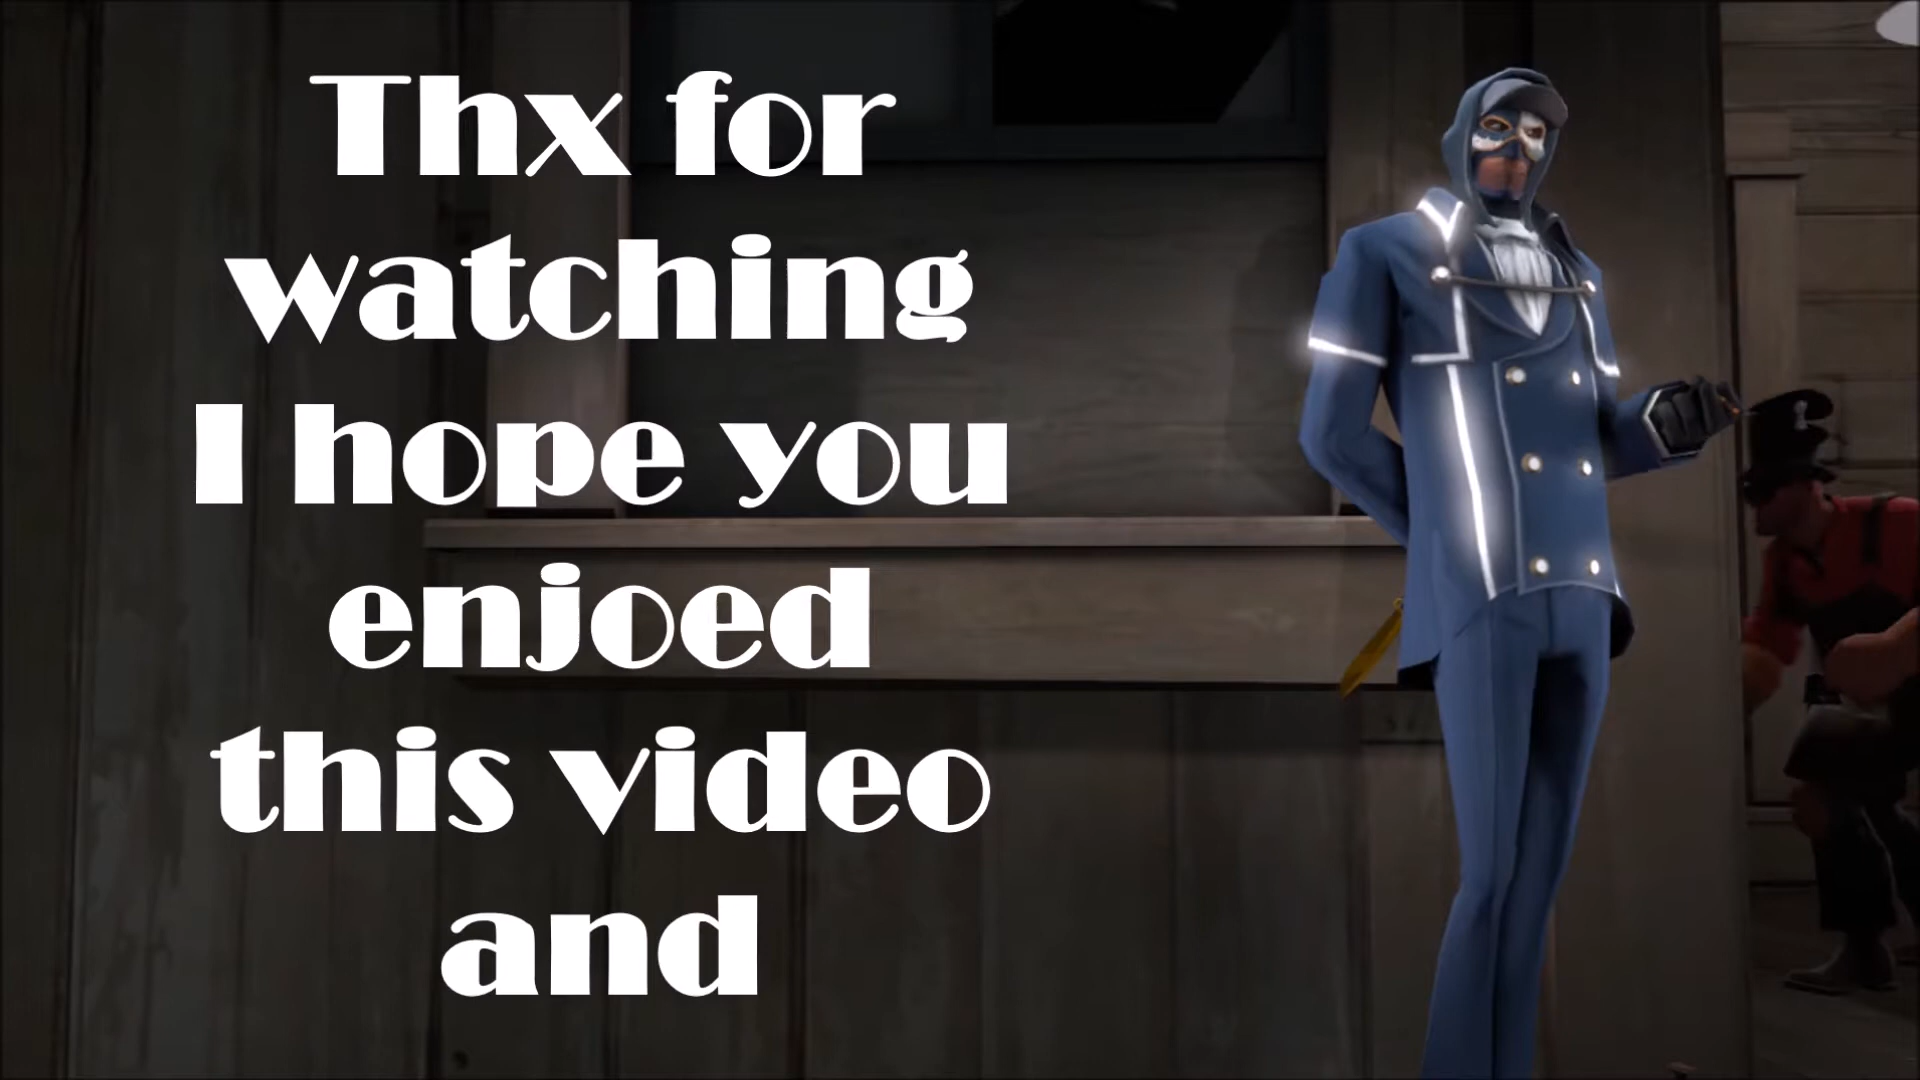 Thx for
watching
I hope you
enjoed
this video
and